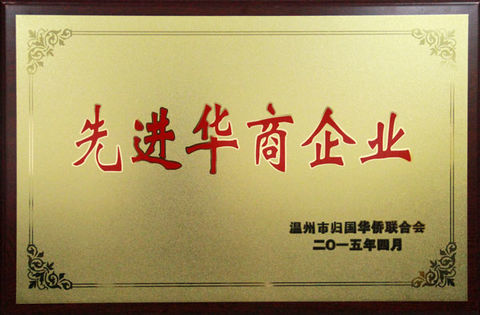 先进华商企业
温州市归国华侨联合会
二〇一五年四月